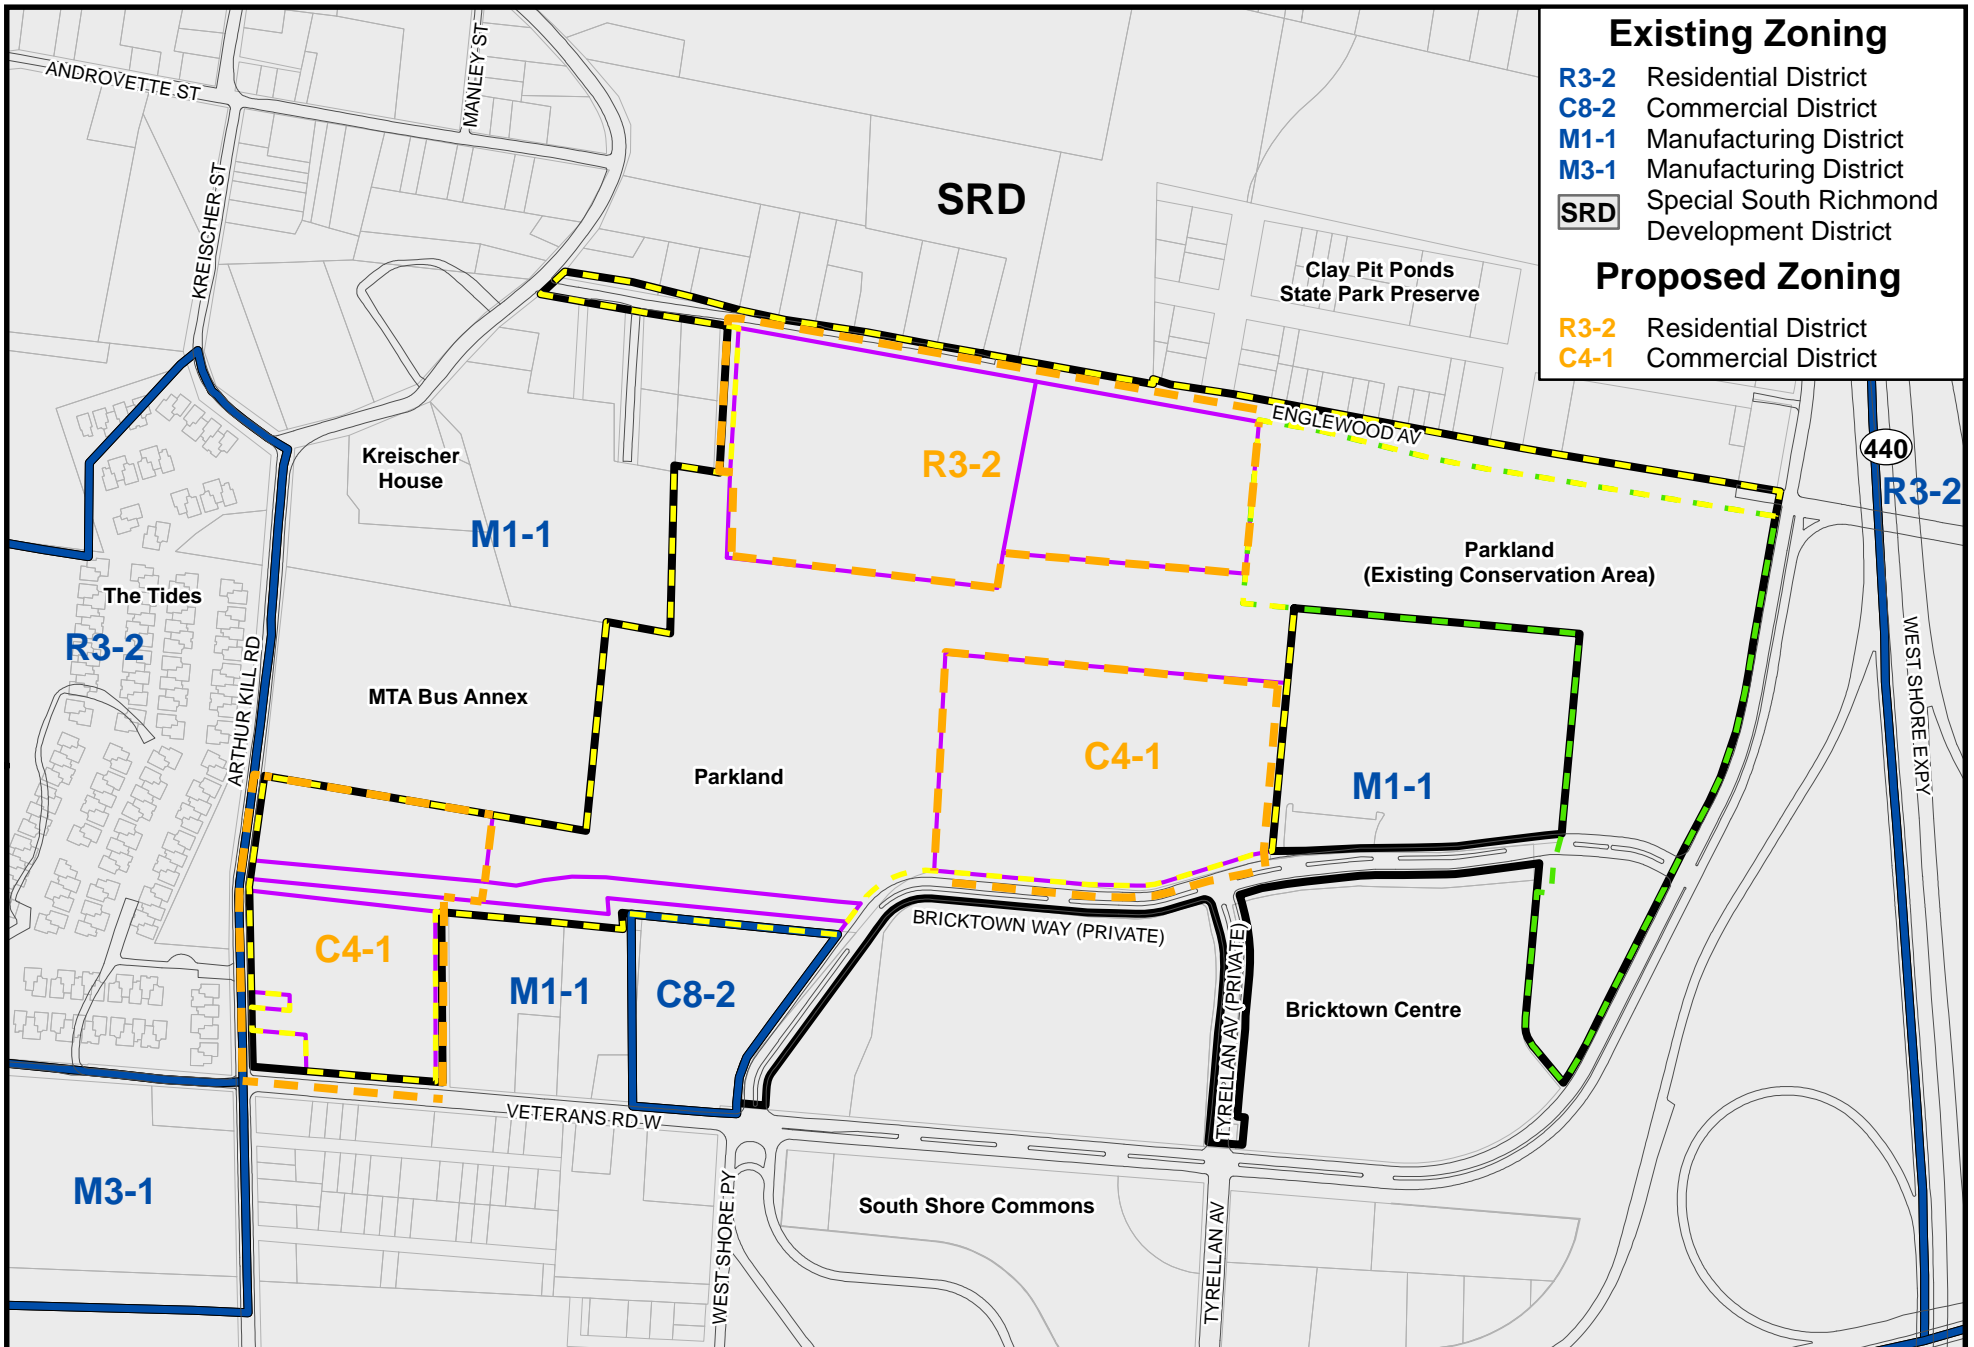 Existing Zoning
R3-2 Residential District
C8-2 Commercial District
M1-1 Manufacturing District
M3-1 Manufacturing District
SRD Special South Richmond
Development District
Proposed Zoning
R3-2 Residential District
C4-1 Commercial District
ANDROVETTE ST
MANLEY ST
KREISCHER ST
SRD
Clay Pit Ponds
State Park Preserve
ENGLEWOOD AV
440
R3-2
Kreischer
House
R3-2
M1-1
Parkland
(Existing Conservation Area)
The Tides
R3-2
ARTHUR KILL RD
MTA Bus Annex
Parkland
C4-1
M1-1
WEST SHORE EXPY
C4-1
M1-1
C8-2
BRICKTOWN WAY (PRIVATE)
TYRELLAN AV (PRIVATE)
Bricktown Centre
VETERANS RD W
M3-1
WEST SHORE PY
South Shore Commons
TYRELLAN AV